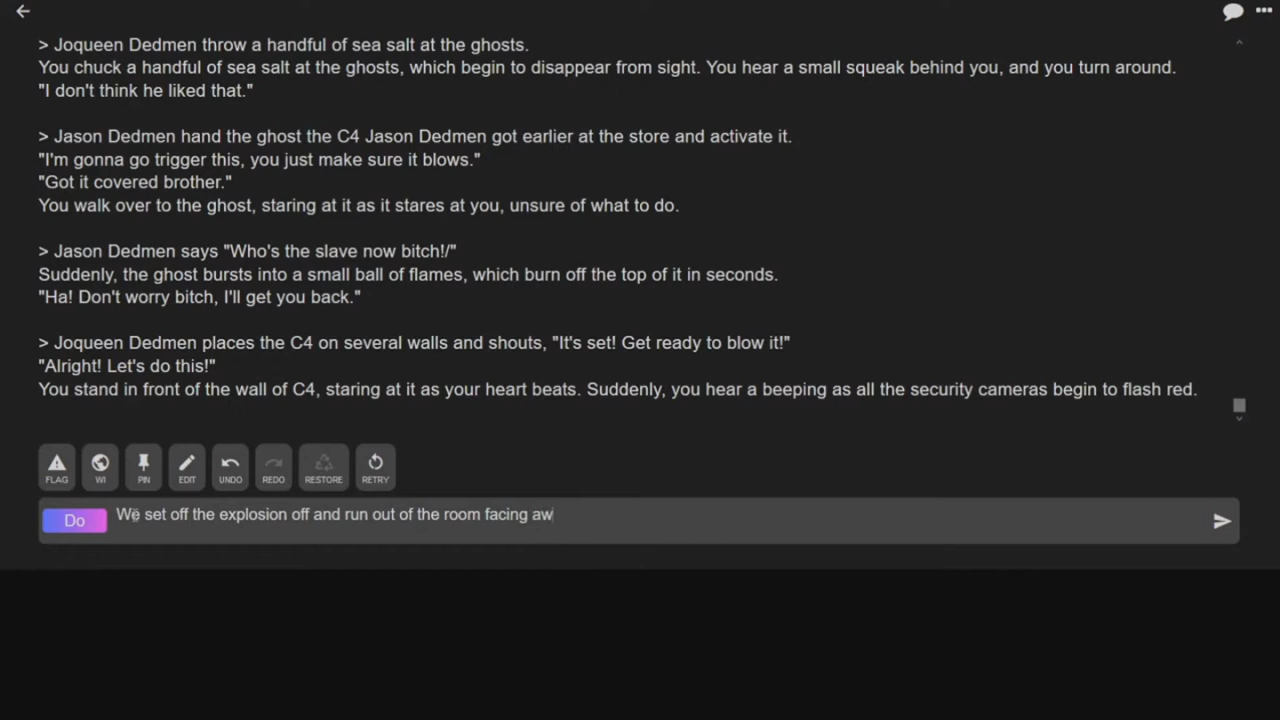 > Joqueen Dedmen throw a handful of sea salt at the ghosts.
You chuck a handful of sea salt at the ghosts, which begin to disappear from sight. You hear a small squeak behind you, and you turn around.
"I don't think he liked that."
> Jason Dedmen hand the ghost the C4 Jason Dedmen got earlier at the store and activate it.
"I'm gonna go trigger this, you just make sure it blows."
"Got it covered brother."
You walk over to the ghost, staring at it as it stares at you, unsure of what to do.
> Jason Dedmen says "Who's the slave now bitch!/"
Suddenly, the ghost bursts into a small ball of flames, which burn off the top of it in seconds.
"Ha! Don't worry bitch, I'll get you back."
> Joqueen Dedmen places the C4 on several walls and shouts, "It's set! Get ready to blow it!"
"Alright! Let's do this!"
You stand in front of the wall of C4, staring at it as your heart beats. Suddenly, you hear a beeping as all the security cameras begin to flash red.
FLAG WI PIN EDIT UNDO REDO RESTORE RETRY
Do We set off the explosion off and run out of the room facing aw